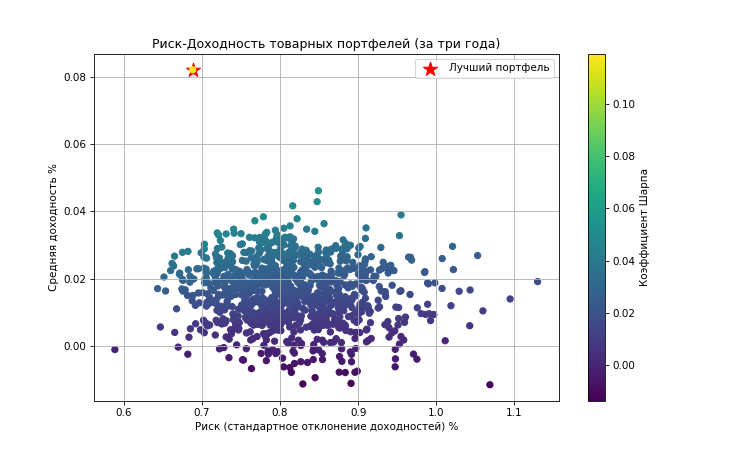 Риск-Доходность товарных портфелей (за три года)
Лучший портфель
Средняя доходность %
0.08
0.06
0.04
0.02
0.00
0.6 0.7 0.8 0.9 1.0 1.1
Риск (стандартное отклонение доходностей) %
0.10
0.08
0.06
0.04
0.02
0.00
Коэффициент Шарпа